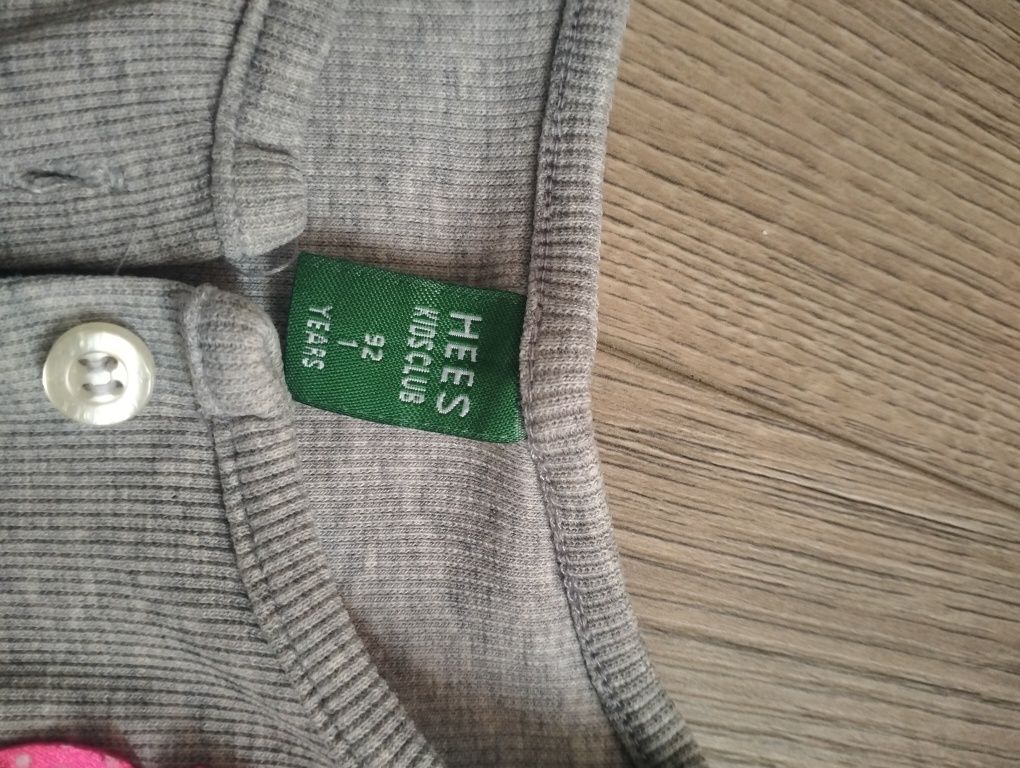 HEES
KIDSCLUB
92
1
YEARS